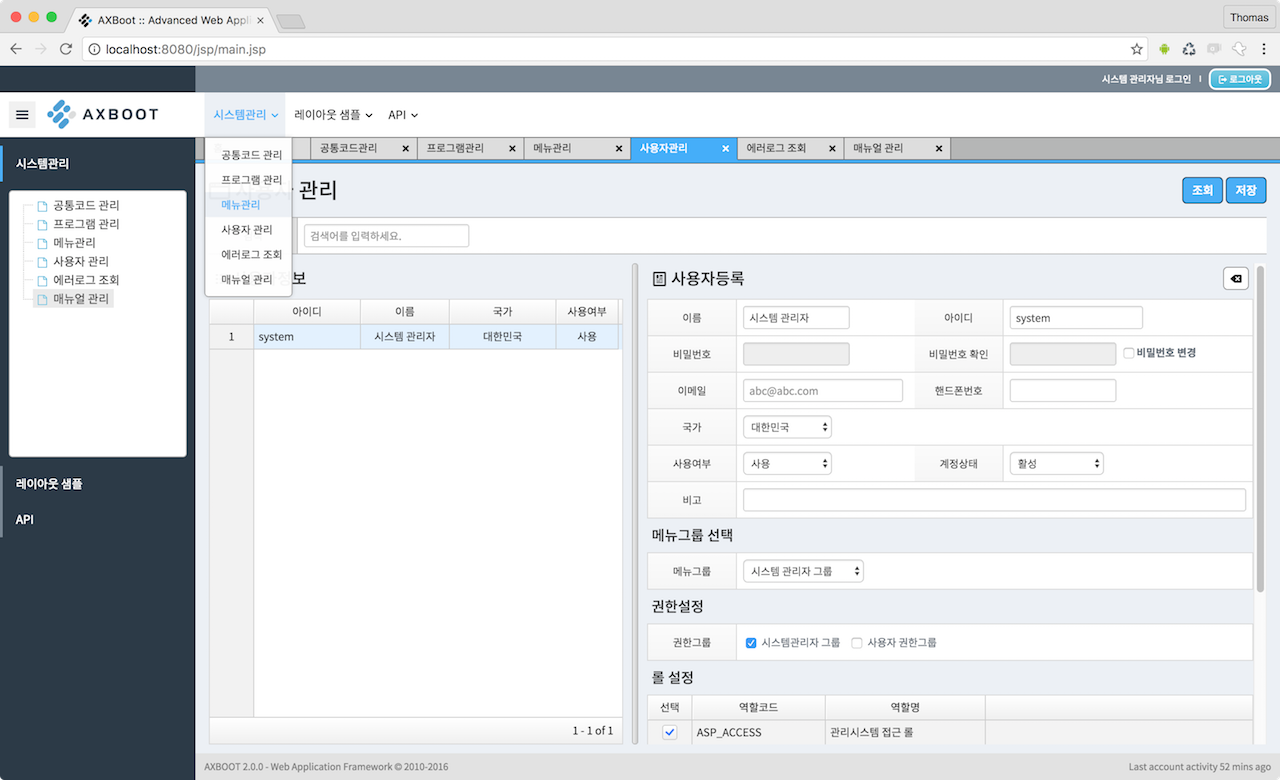 AXBoot :: Advanced Web Appli
Thomas
localhost:8080/jsp/main.jsp
시스템 관리자님 로그인
로그아웃
AXBOOT
시스템관리
레이아웃 샘플
API
공통코드관리
프로그램관리
메뉴관리
사용자관리
에러로그 조회
매뉴얼 관리
시스템관리
공통코드 관리
프로그램 관리
메뉴관리
사용자 관리
에러로그 조회
매뉴얼 관리
레이아웃 샘플
API
공통코드 관리
프로그램 관리
메뉴관리
사용자 관리
에러로그 조회
매뉴얼 관리
관리
조회
저장
검색어를 입력하세요.
정보
아이디 이름 국가 사용여부
1 system 시스템 관리자 대한민국 사용
1 - 1 of 1
사용자등록
이름 시스템 관리자 아이디 system
비밀번호 비밀번호 확인 비밀번호 변경
이메일 abc@abc.com 핸드폰번호
국가 대한민국
사용여부 사용 계정상태 활성
비고
메뉴그룹 선택
메뉴그룹 시스템 관리자 그룹
권한설정
권한그룹 시스템관리자 그룹 사용자 권한그룹
롤 설정
선택 역할코드 역할명
ASP_ACCESS 관리시스템 접근 롤
AXBOOT 2.0.0 - Web Application Framework © 2010-2016
Last account activity 52 mins ago